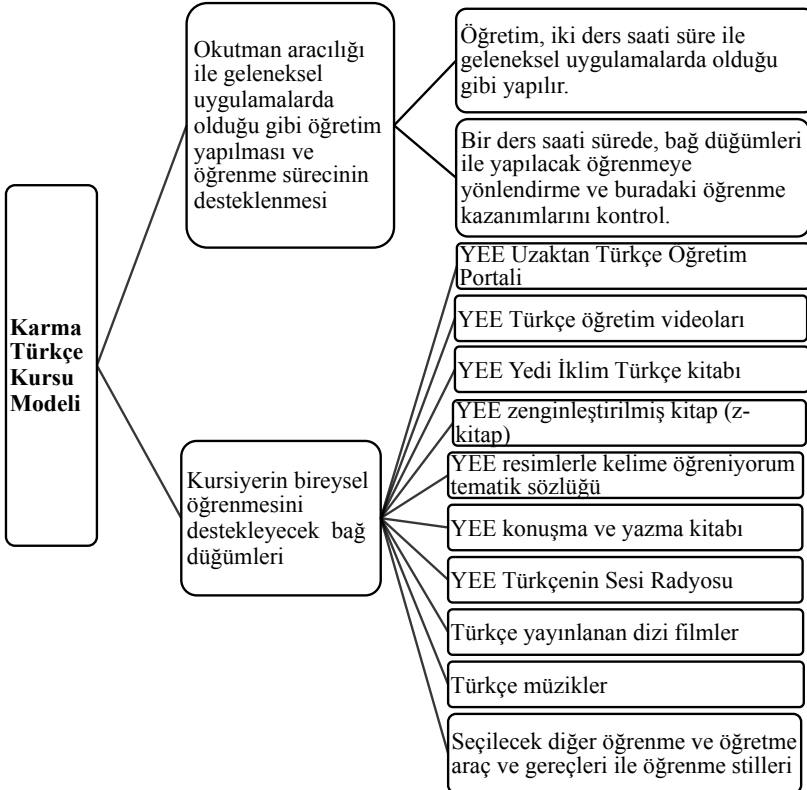 Karma
Türkçe
Kursu
Modeli
Okutman aracılığı
ile geleneksel
uygulamalarda
olduğu gibi öğretim
yapılması ve
öğrenme sürecinin
desteklenmesi
Öğretim, iki ders saati süre ile
geleneksel uygulamalarda olduğu
gibi yapılır.
Bir ders saati sürede, bağ düğümleri
ile yapılacak öğrenmeye
yönlendirme ve buradaki öğrenme
kazanımlarını kontrol.
Kursiyerin bireysel
öğrenmesini
destekleyecek bağ
düğümleri
YEE Uzaktan Türkçe Öğretim
Portali
YEE Türkçe öğretim videoları
YEE Yedi İklim Türkçe kitabı
YEE zenginleştirilmiş kitap (z-
kitap)
YEE resimlerle kelime öğreniyorum
tematik sözlüğü
YEE konuşma ve yazma kitabı
YEE Türkçenin Sesi Radyosu
Türkçe yayınlanan dizi filmler
Türkçe müzikler
Seçilecek diğer öğrenme ve öğretme
araç ve gereçleri ile öğrenme stilleri